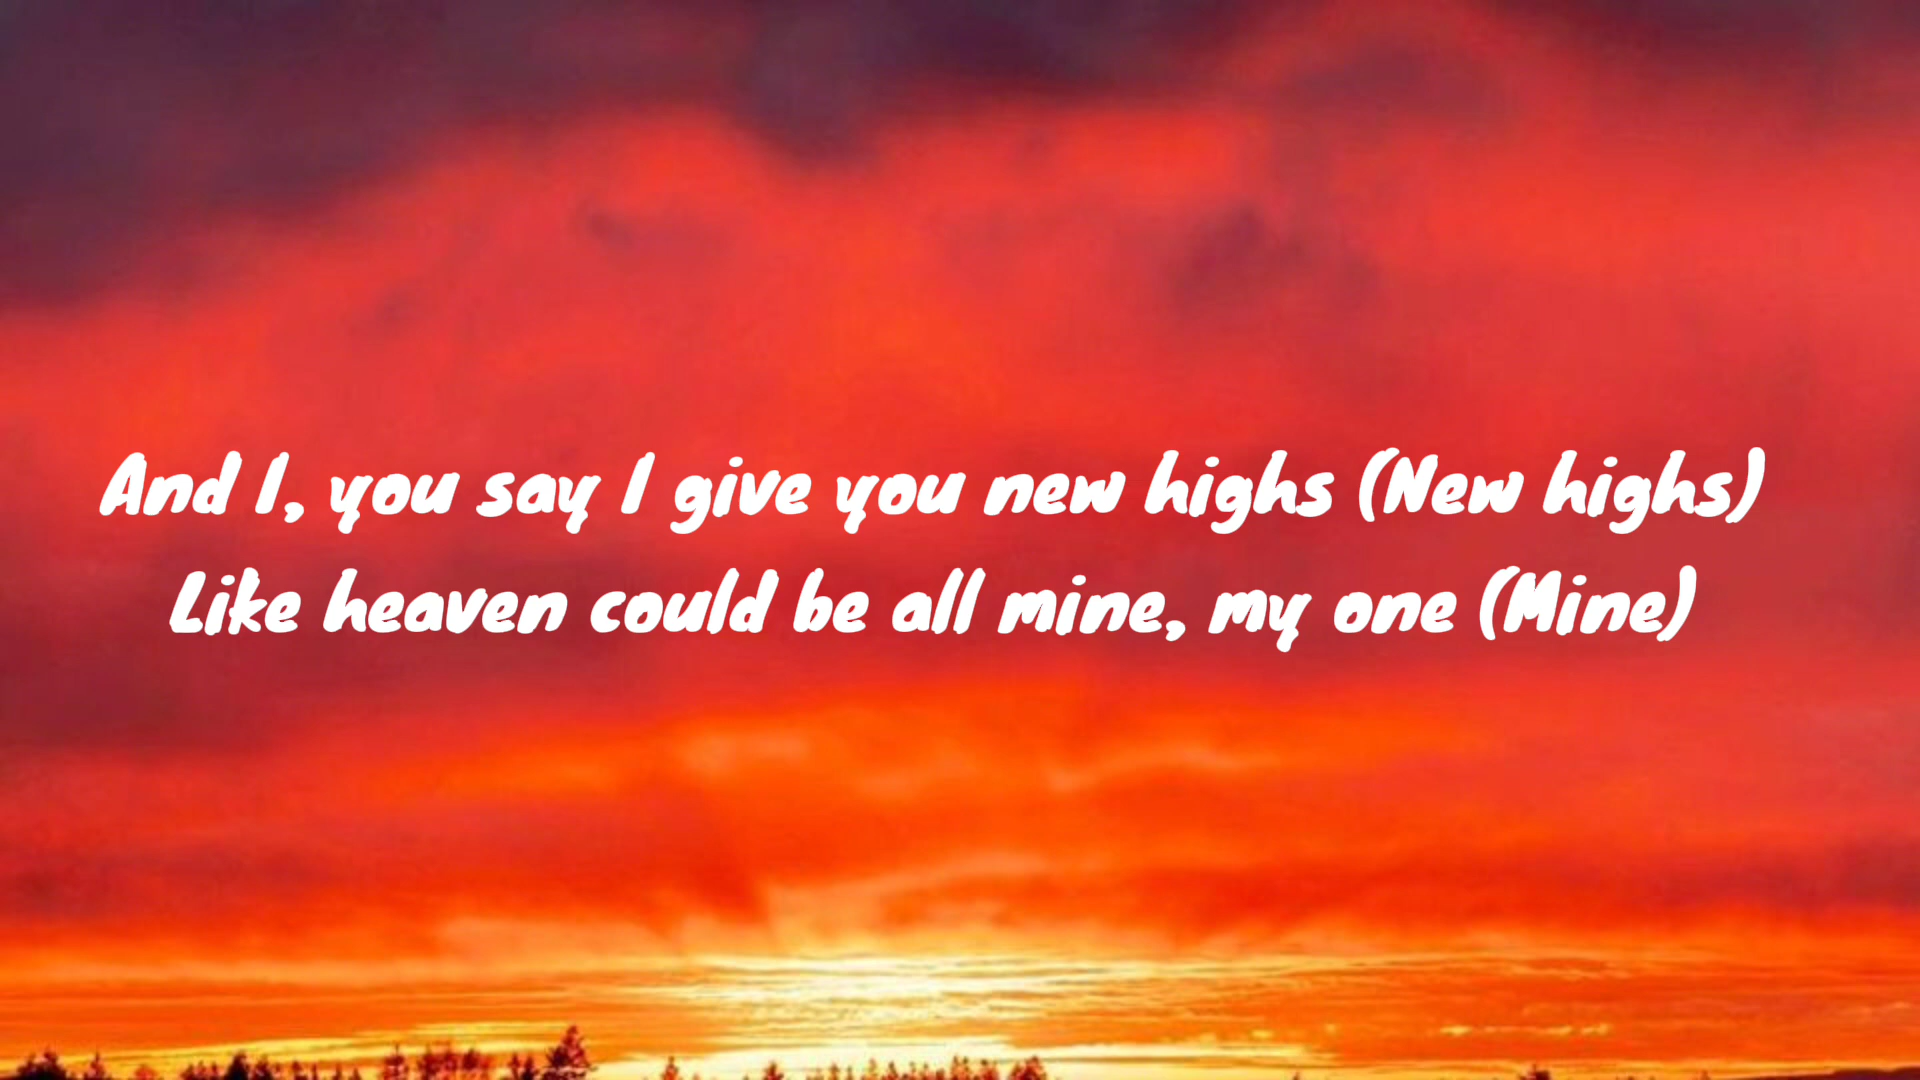 And I, you say I give you new highs (New highs)
Like heaven could be all mine, my one (Mine)